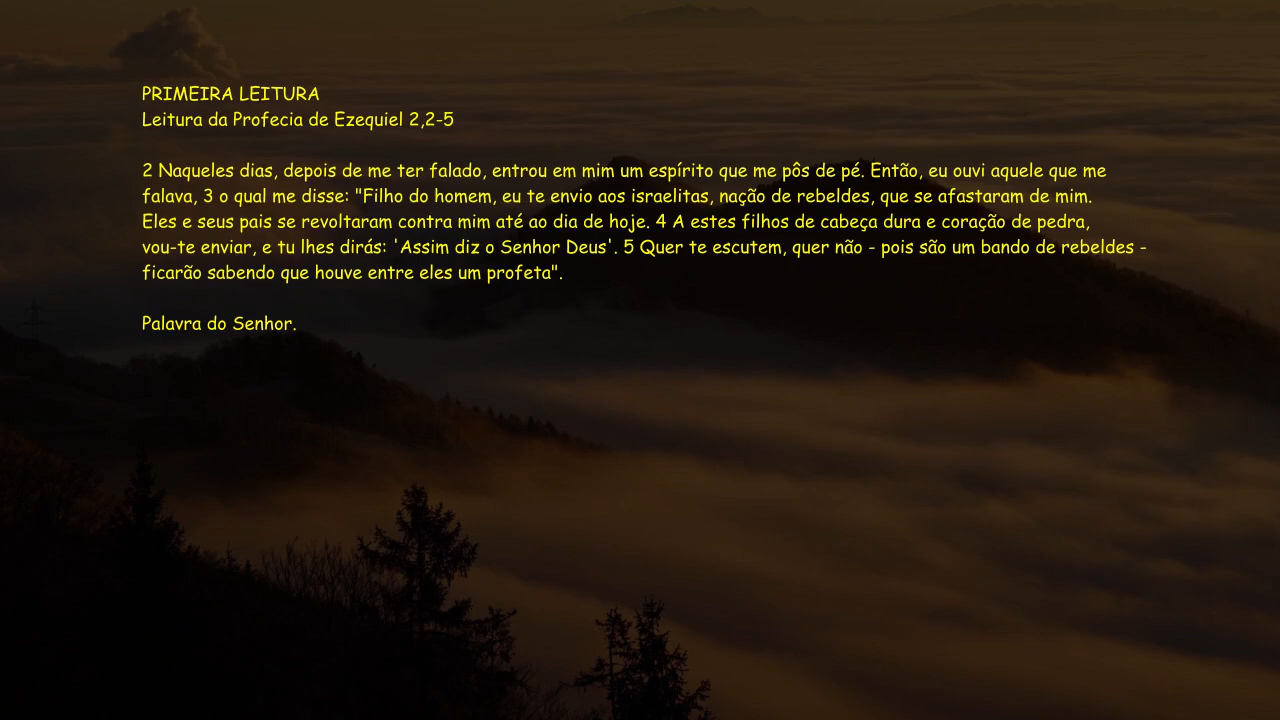 PRIMEIRA LEITURA
Leitura da Profecia de Ezequiel 2,2-5
2 Naqueles dias, depois de me ter falado, entrou em mim um espírito que me pôs de pé. Então, eu ouvi aquele que me
falava, 3 o qual me disse: "Filho do homem, eu te envio aos israelitas, nação de rebeldes, que se afastaram de mim.
Eles e seus pais se revoltaram contra mim até ao dia de hoje. 4 A estes filhos de cabeça dura e coração de pedra,
vou-te enviar, e tu lhes dirás: 'Assim diz o Senhor Deus'. 5 Quer te escutem, quer não - pois são um bando de rebeldes -
ficarão sabendo que houve entre eles um profeta".
Palavra do Senhor.